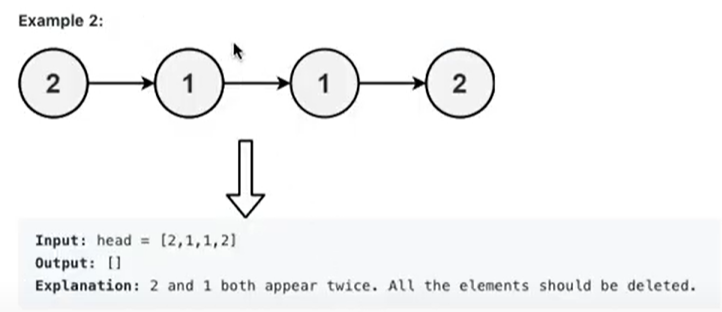 Example 2:
2 1 1 2
Input: head = [2,1,1,2]
Output: []
Explanation: 2 and 1 both appear twice. All the elements should be deleted.